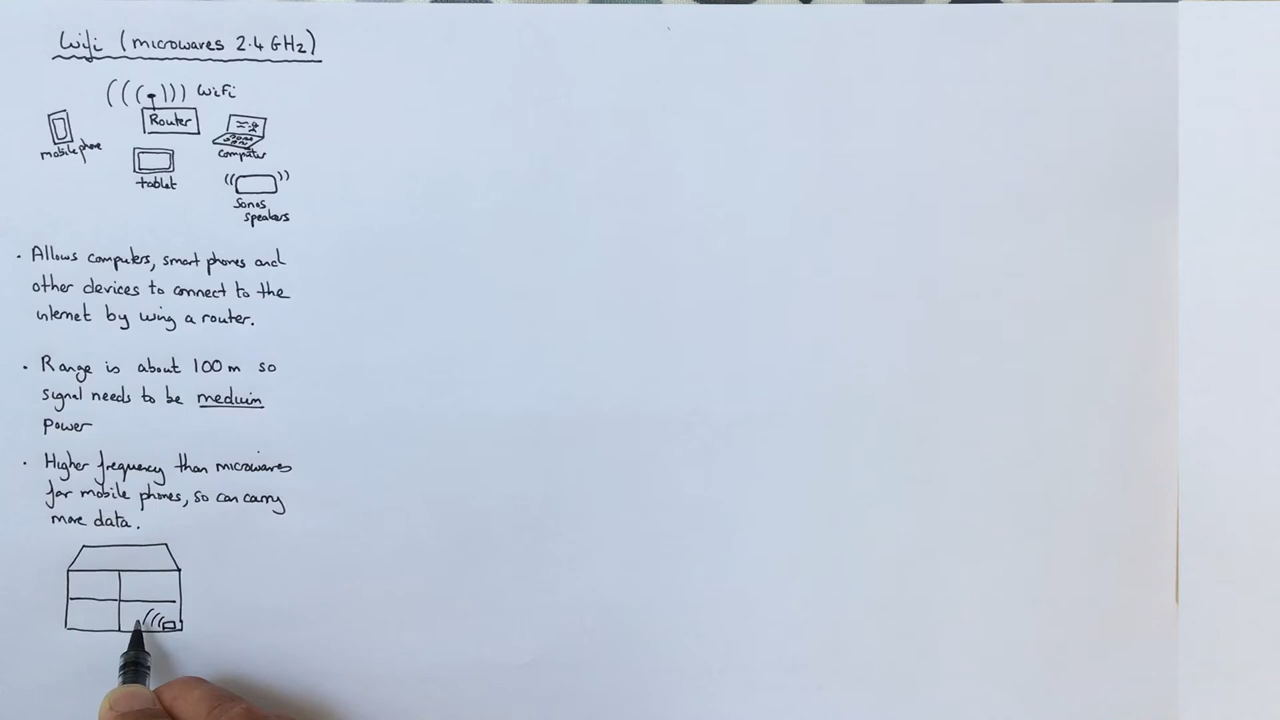 Wifi (microwaves 2.4 GHz)
((( ))) WiFi
Router
mobile phone
computer
tablet
Sonos
speakers
• Allows computers, smart phones and
other devices to connect to the
internet by using a router.
• Range is about 100 m so
signal needs to be medium
power
• Higher frequency than microwaves
for mobile phones, so can carry
more data.